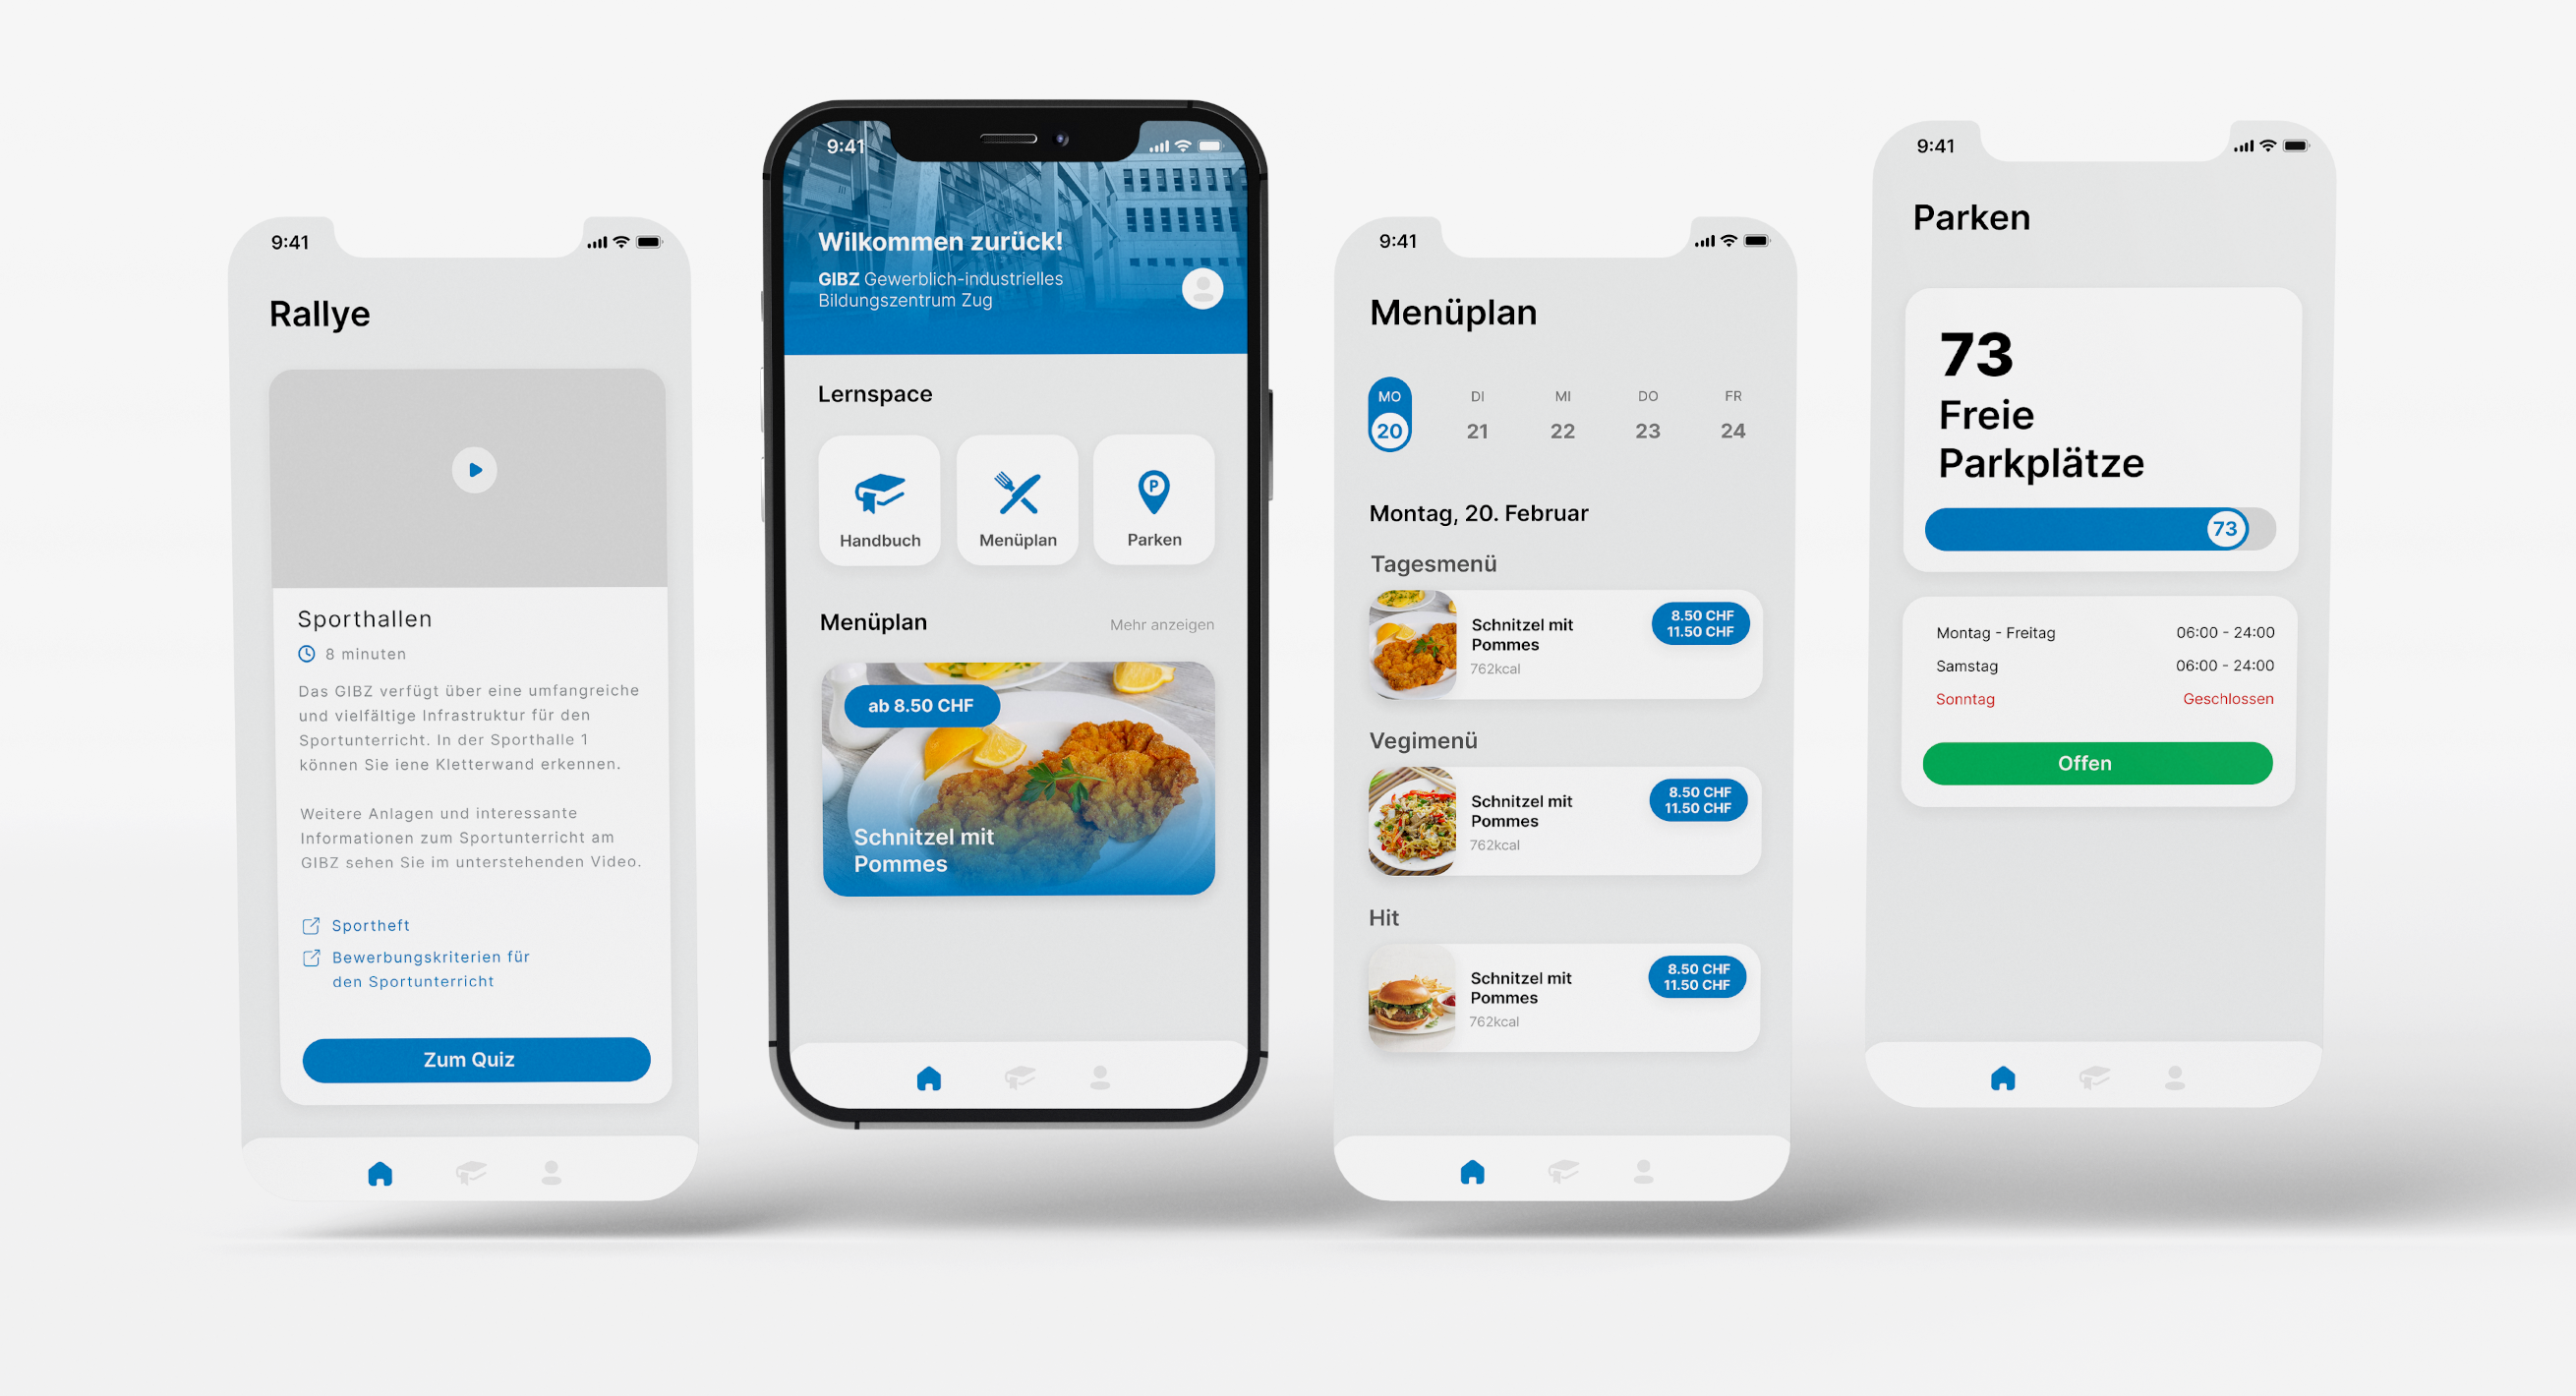 9:41
Rallye
Sporthallen
8 minuten
Das GIBZ verfügt über eine umfangreiche
und vielfältige Infrastruktur für den
Sportunterricht. In der Sporthalle 1
können Sie iene Kletterwand erkennen.
Weitere Anlagen und interessante
Informationen zum Sportunterricht am
GIBZ sehen Sie im unterstehenden Video.
Sportheft
Bewerbungskriterien für
den Sportunterricht
Zum Quiz
9:41
Wilkommen zurück!
GIBZ Gewerblich-industrielles
Bildungszentrum Zug
Lernspace
Handbuch
Menüplan
P
Parken
Menüplan
Mehr anzeigen
ab 8.50 CHF
Schnitzel mit
Pommes
9:41
Menüplan
MO DI MI DO FR
20 21 22 23 24
Montag, 20. Februar
Tagesmenü
Schnitzel mit
Pommes
762kcal
8.50 CHF
11.50 CHF
Vegimenü
Schnitzel mit
Pommes
762kcal
8.50 CHF
11.50 CHF
Hit
Schnitzel mit
Pommes
762kcal
8.50 CHF
11.50 CHF
9:41
Parken
73
Freie
Parkplätze
73
Montag - Freitag 06:00 - 24:00
Samstag 06:00 - 24:00
Sonntag Geschlossen
Offen